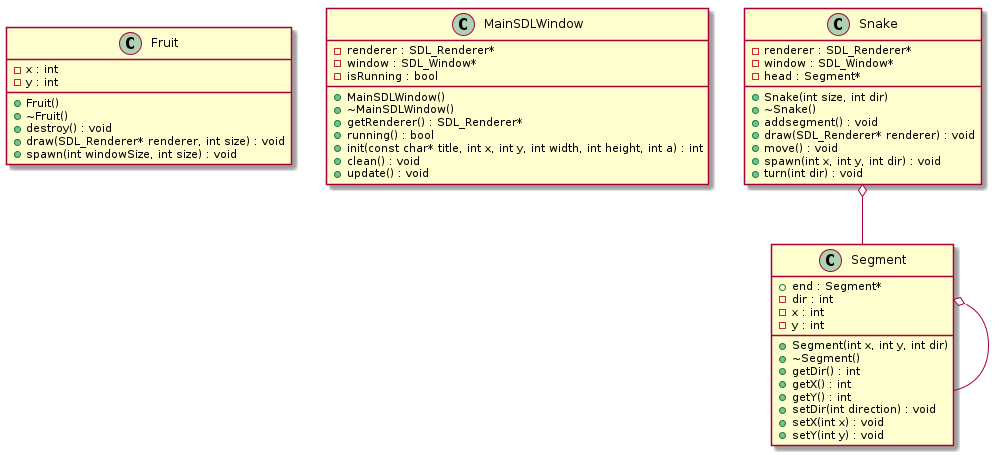 C Fruit
x : int
y : int
Fruit()
~Fruit()
destroy() : void
draw(SDL_Renderer* renderer, int size) : void
spawn(int windowSize, int size) : void
C MainSDLWindow
renderer : SDL_Renderer*
window : SDL_Window*
isRunning : bool
MainSDLWindow()
~MainSDLWindow()
getRenderer() : SDL_Renderer*
running() : bool
init(const char* title, int x, int y, int width, int height, int a) : int
clean() : void
update() : void
C Snake
renderer : SDL_Renderer*
window : SDL_Window*
head : Segment*
Snake(int size, int dir)
~Snake()
addsegment() : void
draw(SDL_Renderer* renderer) : void
move() : void
spawn(int x, int y, int dir) : void
turn(int dir) : void
C Segment
end : Segment*
dir : int
x : int
y : int
Segment(int x, int y, int dir)
~Segment()
getDir() : int
getX() : int
getY() : int
setDir(int direction) : void
setX(int x) : void
setY(int y) : void